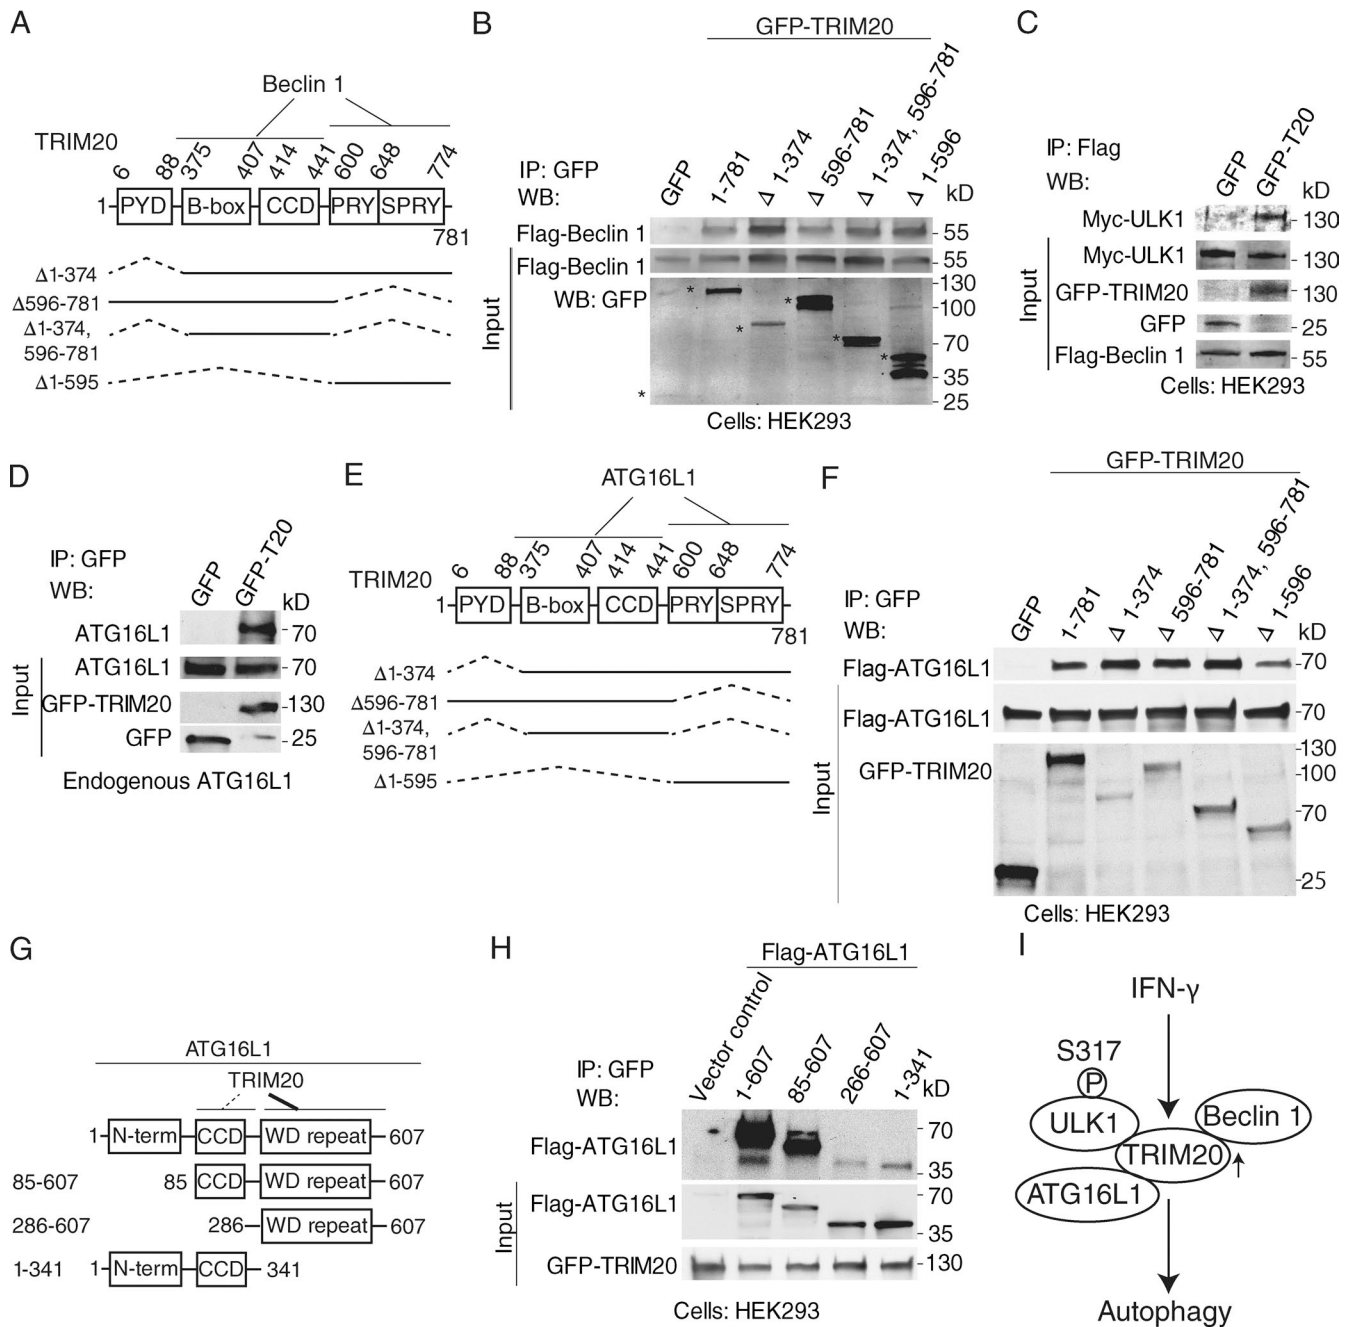 A
Beclin 1
TRIM20
6 88 375 407 414 441 600 648 774
1 PYD B-box CCD PRY SPRY
781
Δ1-374
Δ596-781
Δ1-374,
596-781
Δ1-595
B
GFP-TRIM20
IP: GFP
WB:
GFP
1-781
Δ 1-374
Δ 596-781
Δ 1-374, 596-781
Δ 1-596
kD
Flag-Beclin 1 55
Flag-Beclin 1 55
Input
WB: GFP
130
100
70
35
25
* * * * * *
Cells: HEK293
C
IP: Flag
WB:
GFP
GFP-T20
kD
Myc-ULK1 130
Input
Myc-ULK1 130
GFP-TRIM20 130
GFP 25
Flag-Beclin 1 55
Cells: HEK293
D
IP: GFP
WB:
GFP
GFP-T20
kD
ATG16L1 70
Input
ATG16L1 70
GFP-TRIM20 130
GFP 25
Endogenous ATG16L1
E
ATG16L1
TRIM20
6 88 375 407 414 441 600 648 774
1 PYD B-box CCD PRY SPRY
781
Δ1-374
Δ596-781
Δ1-374,
596-781
Δ1-595
F
GFP-TRIM20
IP: GFP
WB:
GFP
1-781
Δ 1-374
Δ 596-781
Δ 1-374, 596-781
Δ 1-596
kD
Flag-ATG16L1 70
Input
Flag-ATG16L1 70
GFP-TRIM20
130
100
70
25
Cells: HEK293
G
ATG16L1
TRIM20
1 N-term CCD WD repeat 607
85-607 85 CCD WD repeat 607
286-607 286 WD repeat 607
1-341 1 N-term CCD 341
H
Flag-ATG16L1
IP: GFP
WB:
Vector control
1-607
85-607
266-607
1-341
kD
Flag-ATG16L1
70
35
Input
Flag-ATG16L1
70
35
GFP-TRIM20 130
Cells: HEK293
I
IFN-γ
S317
P
ULK1
Beclin 1
TRIM20
ATG16L1
Autophagy